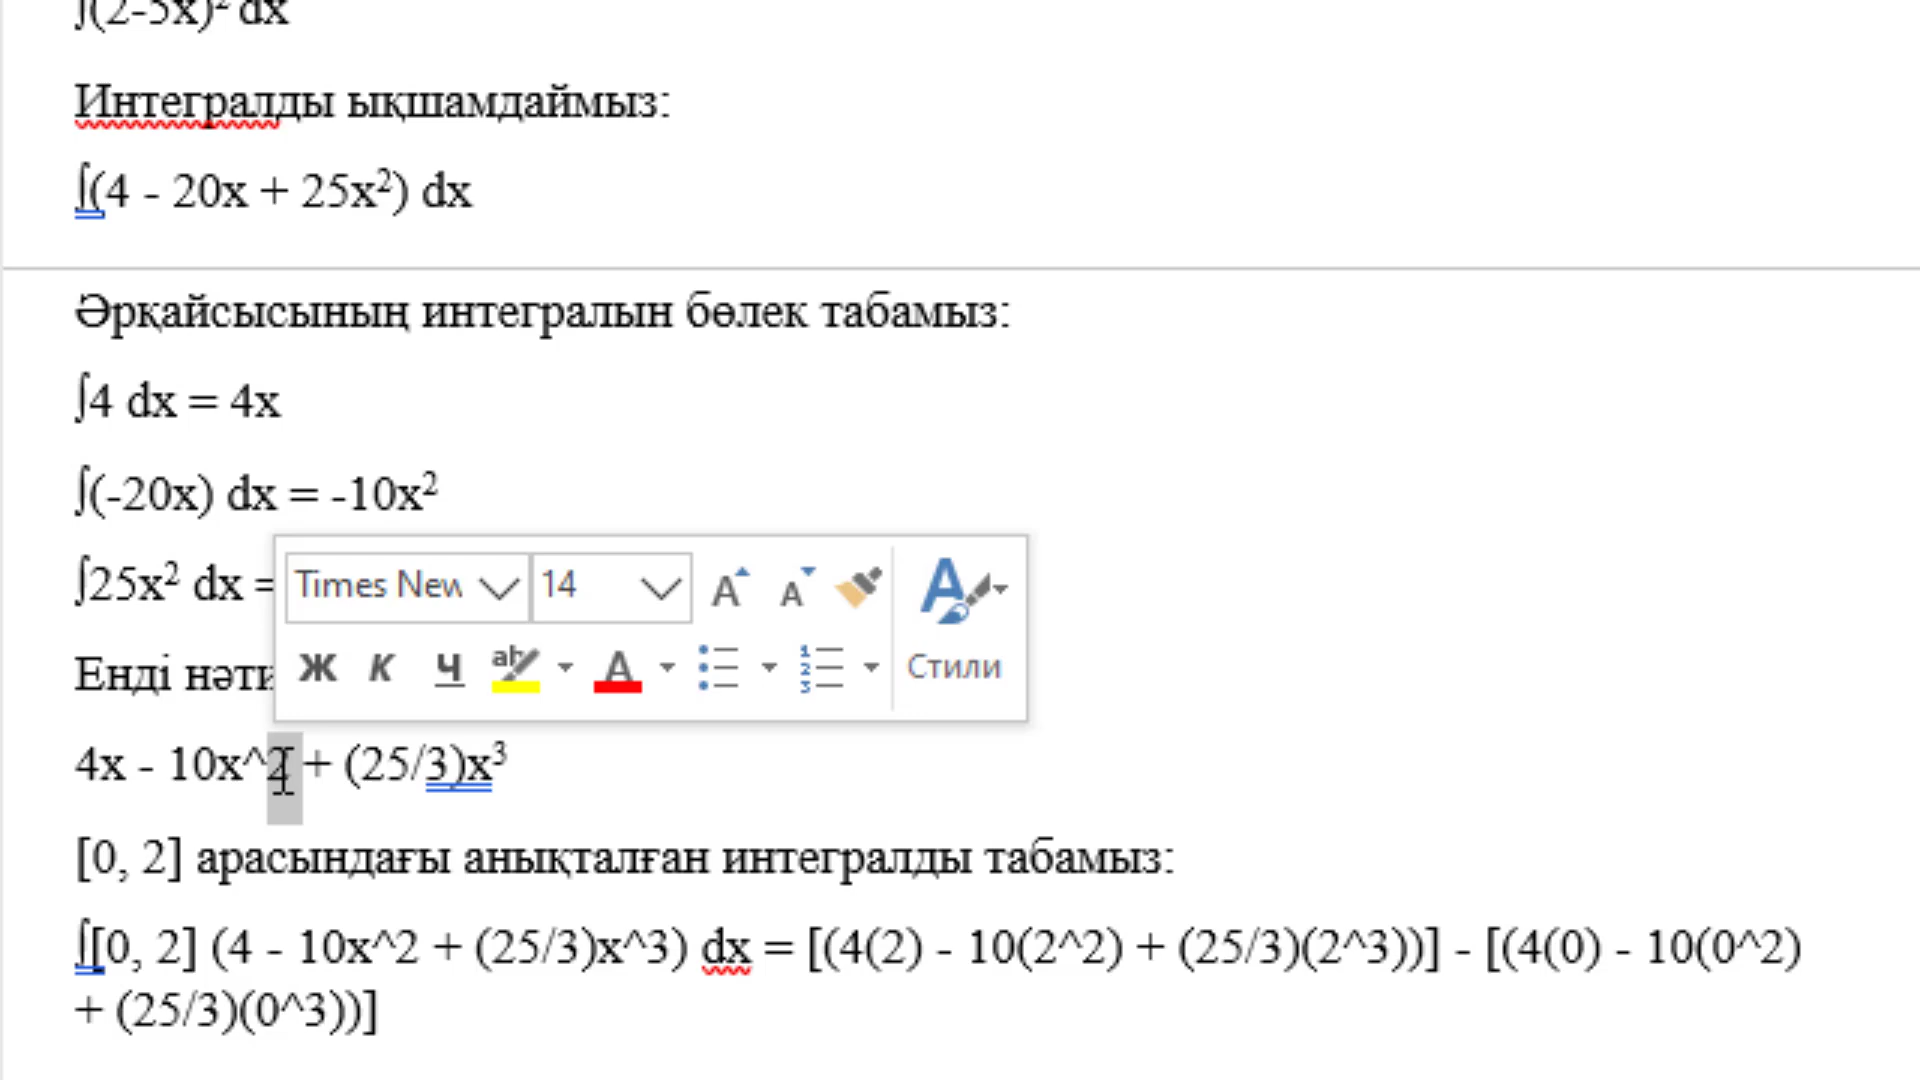 ∫(2-5x)² dx
Интегралды ықшамдаймыз:
∫(4 - 20x + 25x²) dx
Әрқайсысының интегралын бөлек табамыз:
∫4 dx = 4x
∫(-20x) dx = -10x²
∫25x² dx =
Times New 14
Ж К Ч ab A Стили
Енді
4x - 10x^2 + (25/3)x³
[0, 2] арасындағы анықталған интегралды табамыз:
∫[0, 2] (4 - 10x^2 + (25/3)x^3) dx = [(4(2) - 10(2^2) + (25/3)(2^3))] - [(4(0) - 10(0^2)
+ (25/3)(0^3))]